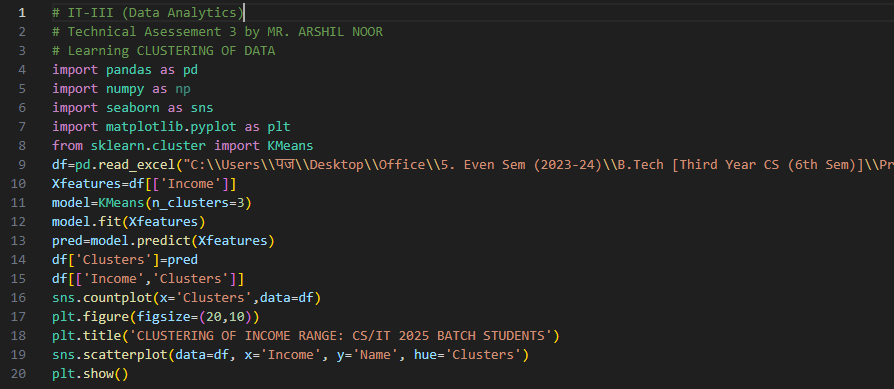 1 # IT-III (Data Analytics)
2 # Technical Asessement 3 by MR. ARSHIL NOOR
3 # Learning CLUSTERING OF DATA
4 import pandas as pd
5 import numpy as np
6 import seaborn as sns
7 import matplotlib.pyplot as plt
8 from sklearn.cluster import KMeans
9 df=pd.read_excel("C:\\Users\\पज\\Desktop\\Office\\5. Even Sem (2023-24)\\B.Tech [Third Year CS (6th Sem)]\\Pr
10 Xfeatures=df[['Income']]
11 model=KMeans(n_clusters=3)
12 model.fit(Xfeatures)
13 pred=model.predict(Xfeatures)
14 df['Clusters']=pred
15 df[['Income','Clusters']]
16 sns.countplot(x='Clusters',data=df)
17 plt.figure(figsize=(20,10))
18 plt.title('CLUSTERING OF INCOME RANGE: CS/IT 2025 BATCH STUDENTS')
19 sns.scatterplot(data=df, x='Income', y='Name', hue='Clusters')
20 plt.show()